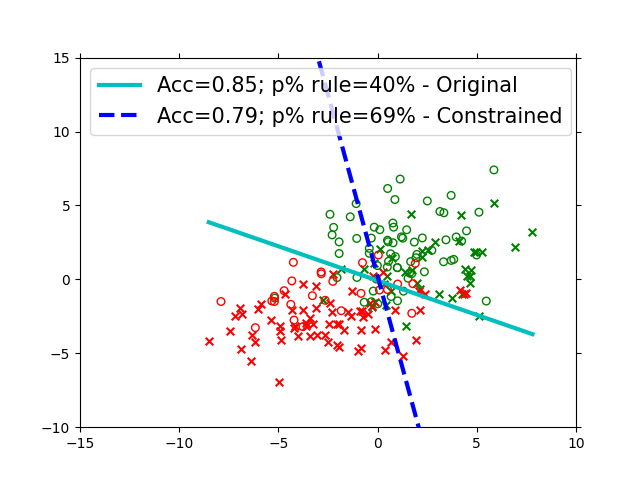 15
Acc=0.85; p% rule=40% - Original
Acc=0.79; p% rule=69% - Constrained
10
5
0
−5
−10
−15 −10 −5 0 5 10